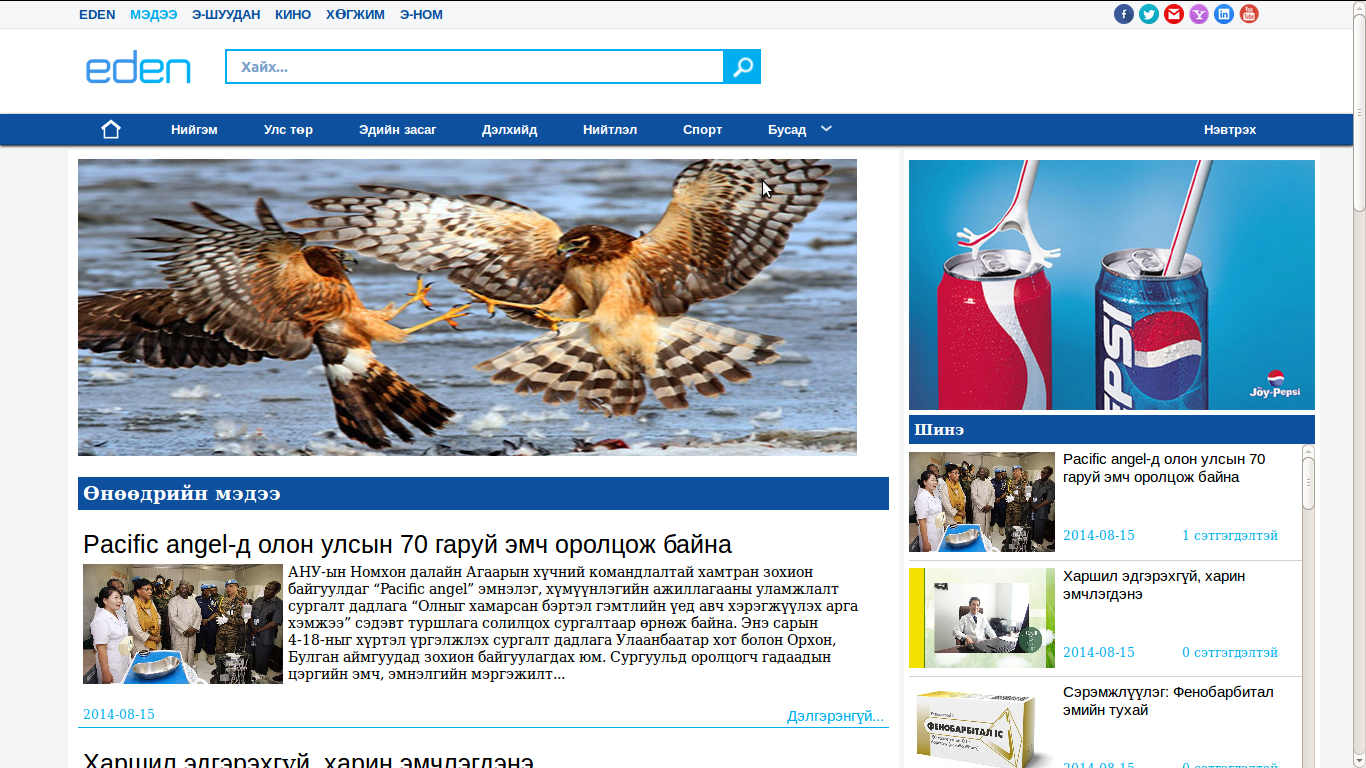 EDEN МЭДЭЭ Э-ШУУДАН КИНО ХӨГЖИМ Э-НОМ
eden
Хайх...
Нийгэм Улс төр Эдийн засаг Дэлхийд Нийтлэл Спорт Бусад Нэвтрэх
PEPSI
Joy-Pepsi
Өнөөдрийн мэдээ
Pacific angel-д олон улсын 70 гаруй эмч оролцож байна
АНУ-ын Номхон далайн Агаарын хүчний командлалтай хамтран зохион
байгуулдаг “Pacific angel” эмнэлэг, хүмүүнлэгийн ажиллагааны уламжлалт
сургалт дадлага “Олныг хамарсан бэртэл гэмтлийн үед авч хэрэгжүүлэх арга
хэмжээ” сэдэвт туршлага солилцох сургалтаар өрнөж байна. Энэ сарын
4-18-ныг хүртэл үргэлжлэх сургалт дадлага Улаанбаатар хот болон Орхон,
Булган аймгуудад зохион байгуулагдах юм. Сургуульд оролцогч гадаадын
цэргийн эмч, эмнэлгийн мэргэжилт...
2014-08-15 Дэлгэрэнгүй...
Харшил эдгэрэхгүй, харин эмчлэгдэнэ
Шинэ
Pacific angel-д олон улсын 70
гаруй эмч оролцож байна
2014-08-15 1 сэтгэгдэлтэй
Харшил эдгэрэхгүй, харин
эмчлэгдэнэ
2014-08-15 0 сэтгэгдэлтэй
Сэрэмжлүүлэг: Фенобарбитал
эмийн тухай
ФЕНОБАРБІТАЛ ІС
2014-08-15 0 сэтгэгдэлтэй